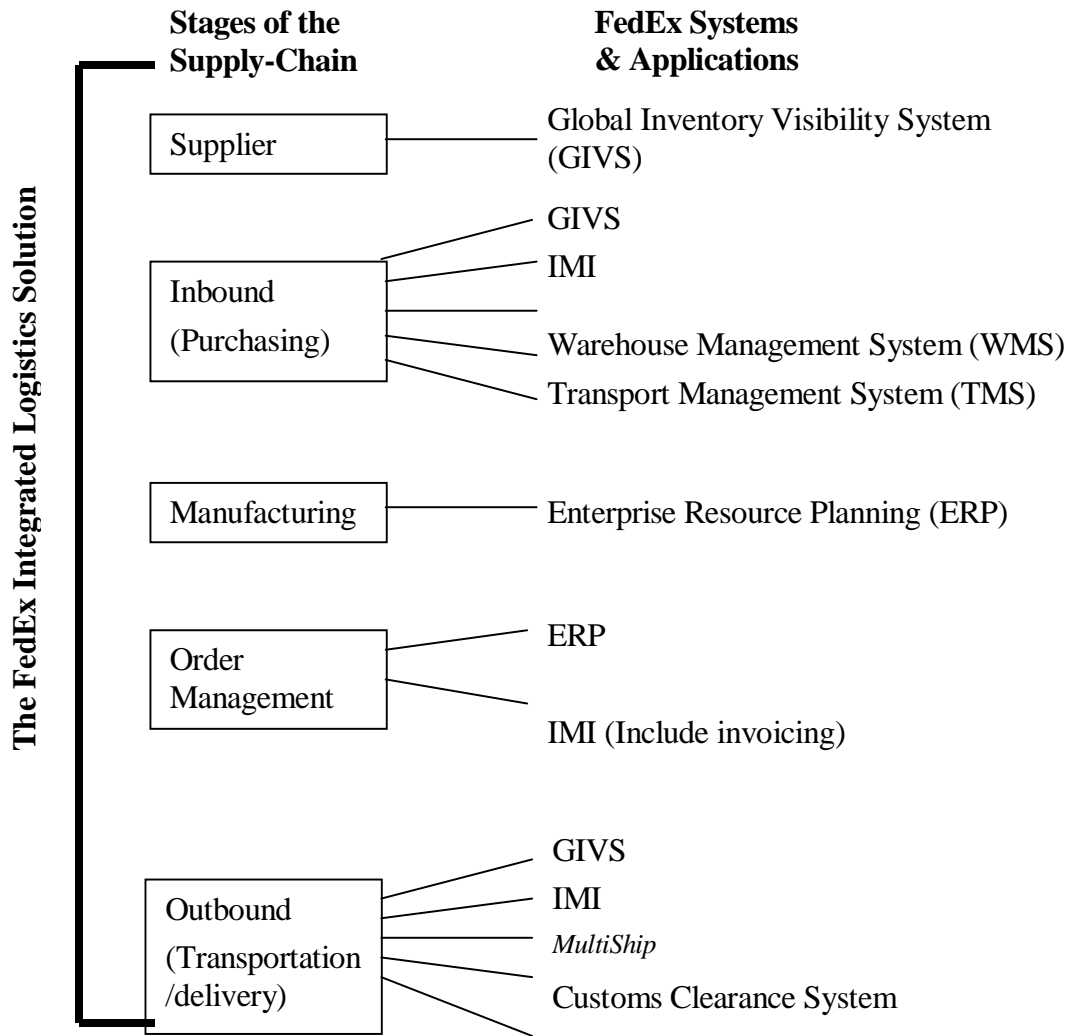 Stages of the
Supply-Chain
FedEx Systems
& Applications
The FedEx Integrated Logistics Solution
Supplier
Global Inventory Visibility System
(GIVS)
Inbound
(Purchasing)
GIVS
IMI
Warehouse Management System (WMS)
Transport Management System (TMS)
Manufacturing
Enterprise Resource Planning (ERP)
Order
Management
ERP
IMI (Include invoicing)
Outbound
(Transportation
/delivery)
GIVS
IMI
MultiShip
Customs Clearance System